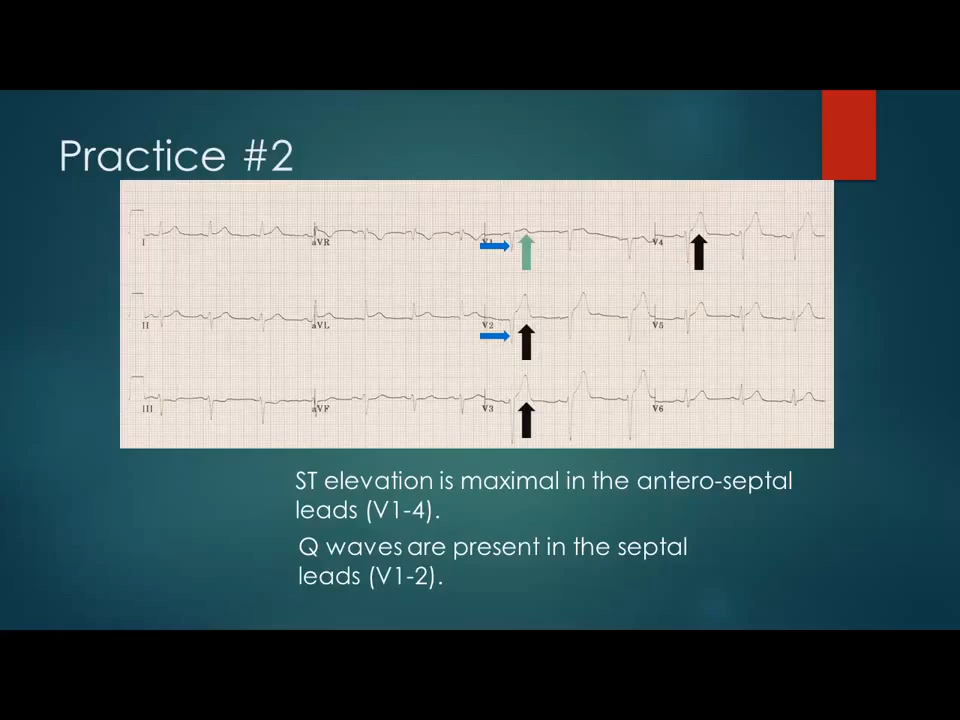 Practice #2
I aVR V1 V4
II aVL V2 V5
III aVF V3 V6
ST elevation is maximal in the antero-septal
leads (V1-4).
Q waves are present in the septal
leads (V1-2).